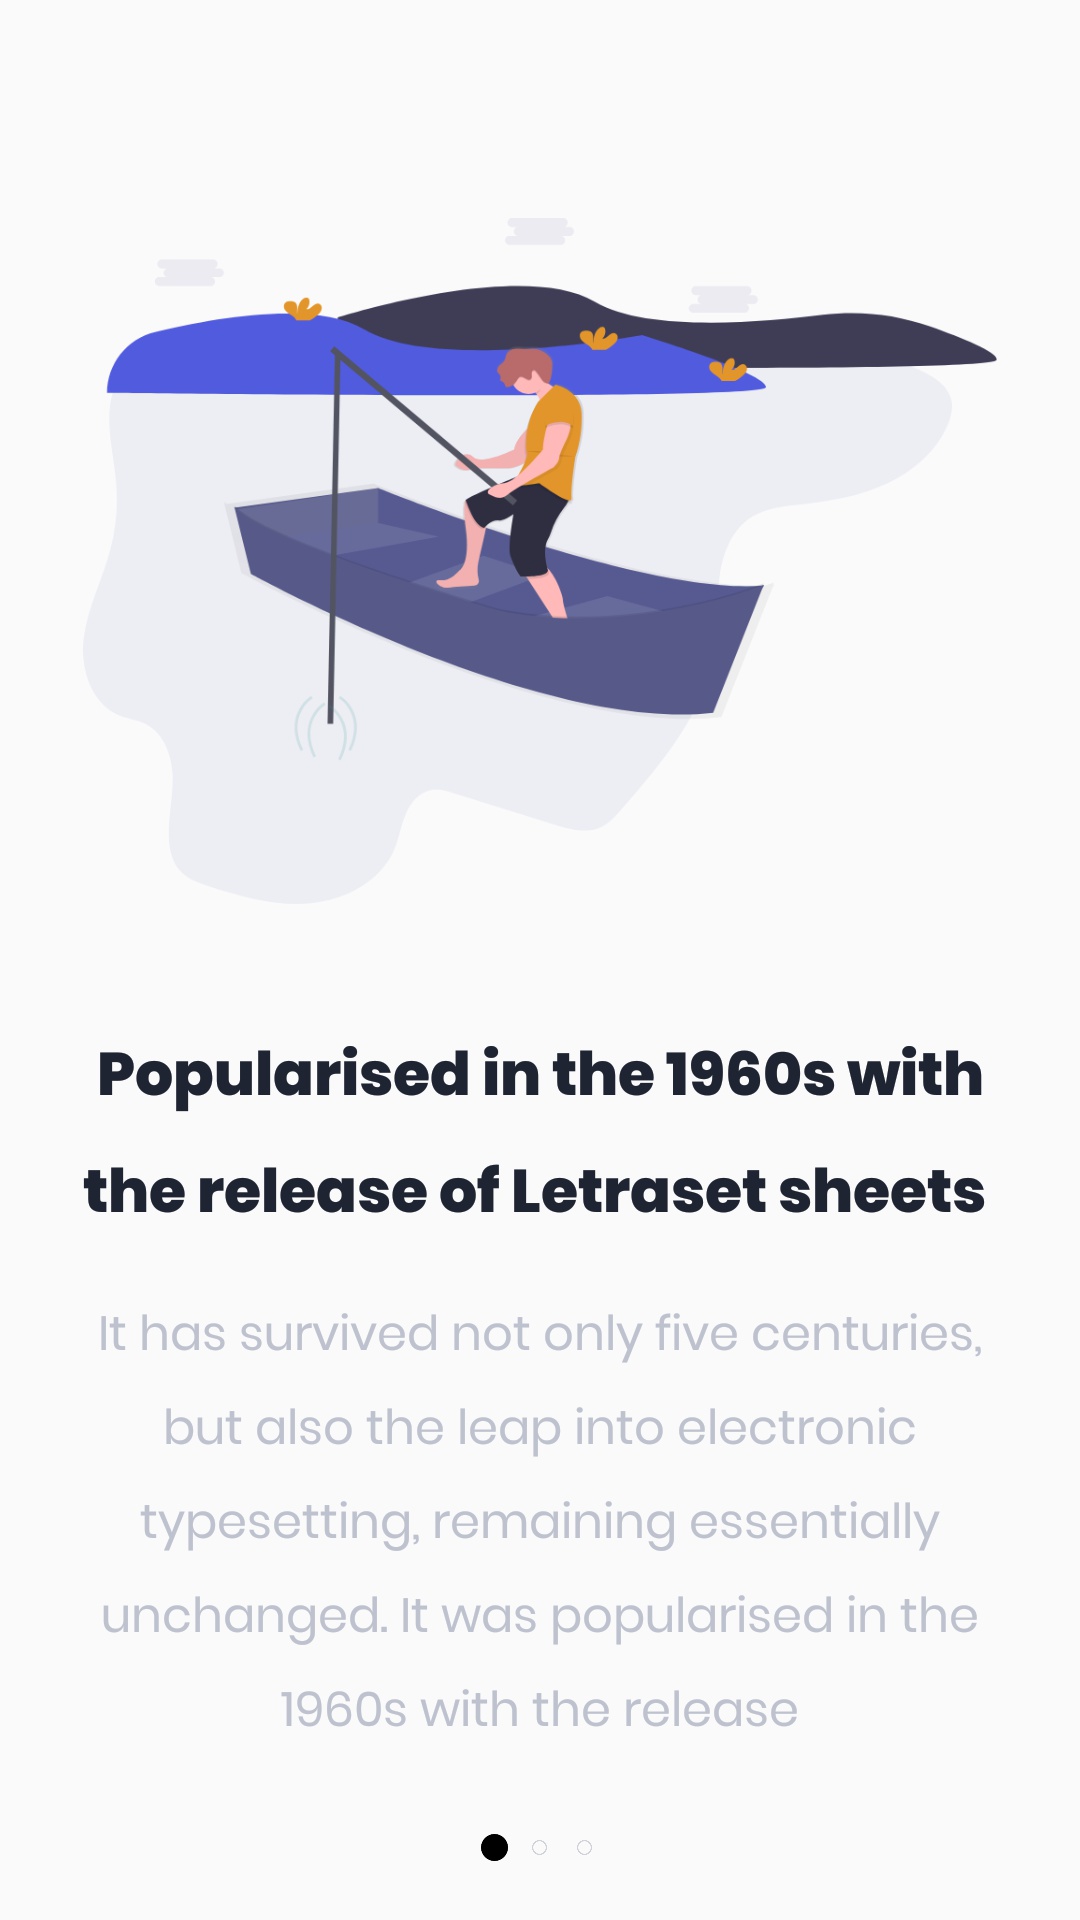 Popularised in the 1960s with
the release of Letraset sheets
It has survived not only five centuries,
but also the leap into electronic
typesetting, remaining essentially
unchanged. It was popularised in the
1960s with the release